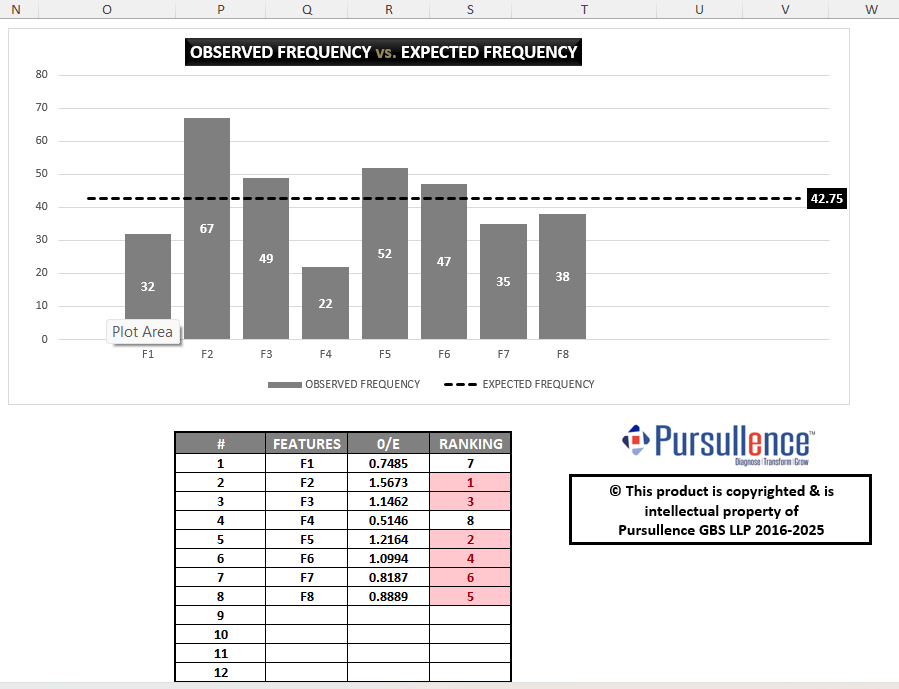 N O P Q R S T U V W
OBSERVED FREQUENCY vs. EXPECTED FREQUENCY
80
70
60
50
40
30
20
10
0
42.75
32
67
49
22
52
47
35
38
Plot Area
F1 F2 F3 F4 F5 F6 F7 F8
OBSERVED FREQUENCY EXPECTED FREQUENCY
# FEATURES 0/E RANKING
1 F1 0.7485 7
2 F2 1.5673 1
3 F3 1.1462 3
4 F4 0.5146 8
5 F5 1.2164 2
6 F6 1.0994 4
7 F7 0.8187 6
8 F8 0.8889 5
9
10
11
12
Pursullence™
Diagnose|Transform|Grow
© This product is copyrighted & is
intellectual property of
Pursullence GBS LLP 2016-2025